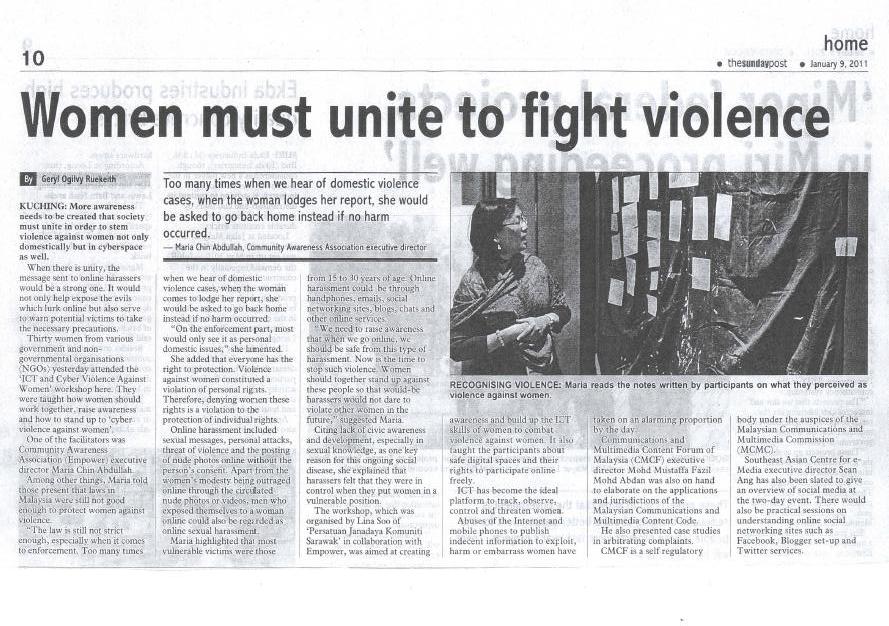 10
home
• thesundaypost • January 9, 2011
Women must unite to fight violence
By Geryl Ogilvy Ruekeith
KUCHING: More awareness
needs to be created that society
must unite in order to stem
violence against women not only
domestically but in cyberspace
as well.
When there is unity, the
message sent to online harassers
would be a strong one. It would
not only help expose the evils
which lurk online but also serve
to warn potential victims to take
the necessary precautions.
Thirty women from various
government and non-
governmental organisations
(NGOs) yesterday attended the
'ICT and Cyber Violence Against
Women' workshop here. They
were taught how women should
work together, raise awareness
and how to stand up to 'cyber
violence against women'.
One of the facilitators was
Community Awareness
Association (Empower) executive
director Maria Chin Abdullah.
Among other things, Maria told
those present that laws in
Malaysia were still not good
enough to protect women against
violence.
"The law is still not strict
enough, especially when it comes
to enforcement. Too many times
Too many times when we hear of domestic violence
cases, when the woman lodges her report, she would
be asked to go back home instead if no harm
occurred.
— Maria Chin Abdullah, Community Awareness Association executive director
when we hear of domestic
violence cases, when the woman
comes to lodge her report, she
would be asked to go back home
instead if no harm occurred.
"On the enforcement part, most
would only see it as personal
domestic issues," she lamented.
She added that everyone has the
right to protection. Violence
against women constituted a
violation of personal rights.
Therefore, denying women these
rights is a violation to the
protection of individual rights.
Online harassment included
sexual messages, personal attacks,
threat of violence and the posting
of nude photos online without the
person's consent. Apart from the
women's modesty being outraged
online through the circulated
nude photos or videos, men who
exposed themselves to a woman
online could also be regarded as
online sexual harassment.
Maria highlighted that most
vulnerable victims were those
from 15 to 30 years of age. Online
harassment could be through
handphones, emails, social
networking sites, blogs, chats and
other online services.
"We need to raise awareness
that when we go online, we
should be safe from this type of
harassment. Now is the time to
stop such violence. Women
should together stand up against
these people so that would-be
harassers would not dare to
violate other women in the
future," suggested Maria.
Citing lack of civic awareness
and development, especially in
sexual knowledge, as one key
reason for this ongoing social
disease, she explained that
harassers felt that they were in
control when they put women in a
vulnerable position.
The workshop, which was
organised by Lina Soo of
'Persatuan Janadaya Komuniti
Sarawak' in collaboration with
Empower, was aimed at creating
RECOGNISING VIOLENCE: Maria reads the notes written by participants on what they perceived as
violence against women.
awareness and build up the ICT
skills of women to combat
violence against women. It also
taught the participants about
safe digital spaces and their
rights to participate online
freely.
ICT has become the ideal
platform to track, observe,
control and threaten women.
Abuses of the Internet and
mobile phones to publish
indecent information to exploit,
harm or embarrass women have
taken on an alarming proportion
by the day.
Communications and
Multimedia Content Forum of
Malaysia (CMCF) executive
director Mohd Mustaffa Fazil
Mohd Abdan was also on hand
to elaborate on the applications
and jurisdictions of the
Malaysian Communications and
Multimedia Content Code.
He also presented case studies
in arbitrating complaints.
CMCF is a self regulatory
body under the auspices of the
Malaysian Communications and
Multimedia Commission
(MCMC).
Southeast Asian Centre for e-
Media executive director Sean
Ang has also been slated to give
an overview of social media at
the two-day event. There would
also be practical sessions on
understanding online social
networking sites such as
Facebook, Blogger set-up and
Twitter services.